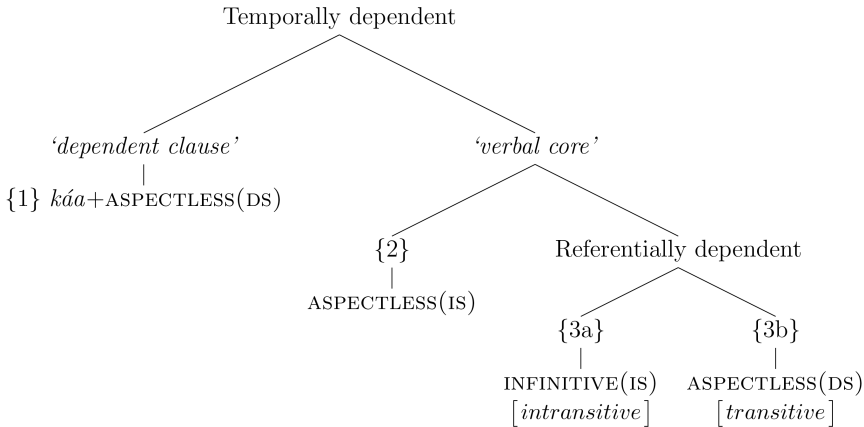 Temporally dependent
‘dependent clause’ ‘verbal core’
{1} káa+ASPECTLESS(DS)
{2} Referentially dependent
ASPECTLESS(IS)
{3a} {3b}
INFINITIVE(IS) ASPECTLESS(DS)
[intransitive] [transitive]